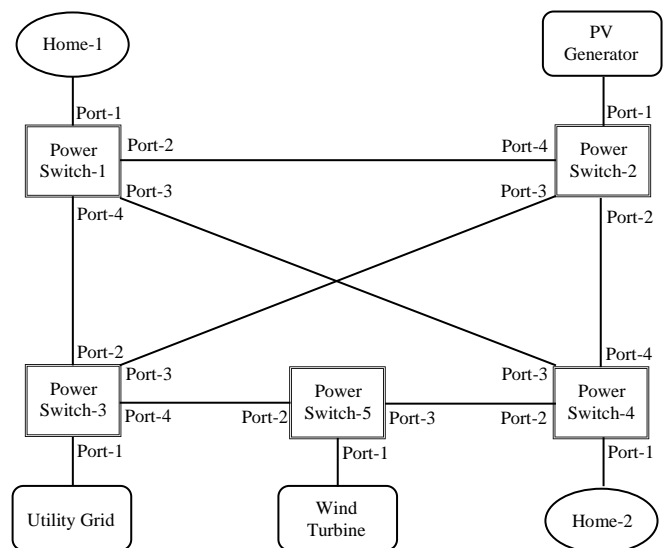 Home-1
PV
Generator
Port-1
Port-1
Power
Switch-1
Port-2
Port-4
Power
Switch-2
Port-3
Port-3
Port-4
Port-2
Port-2
Port-4
Power
Switch-3
Port-3
Power
Switch-5
Port-3
Power
Switch-4
Port-4
Port-2
Port-3
Port-2
Port-1
Port-1
Port-1
Utility Grid
Wind
Turbine
Home-2